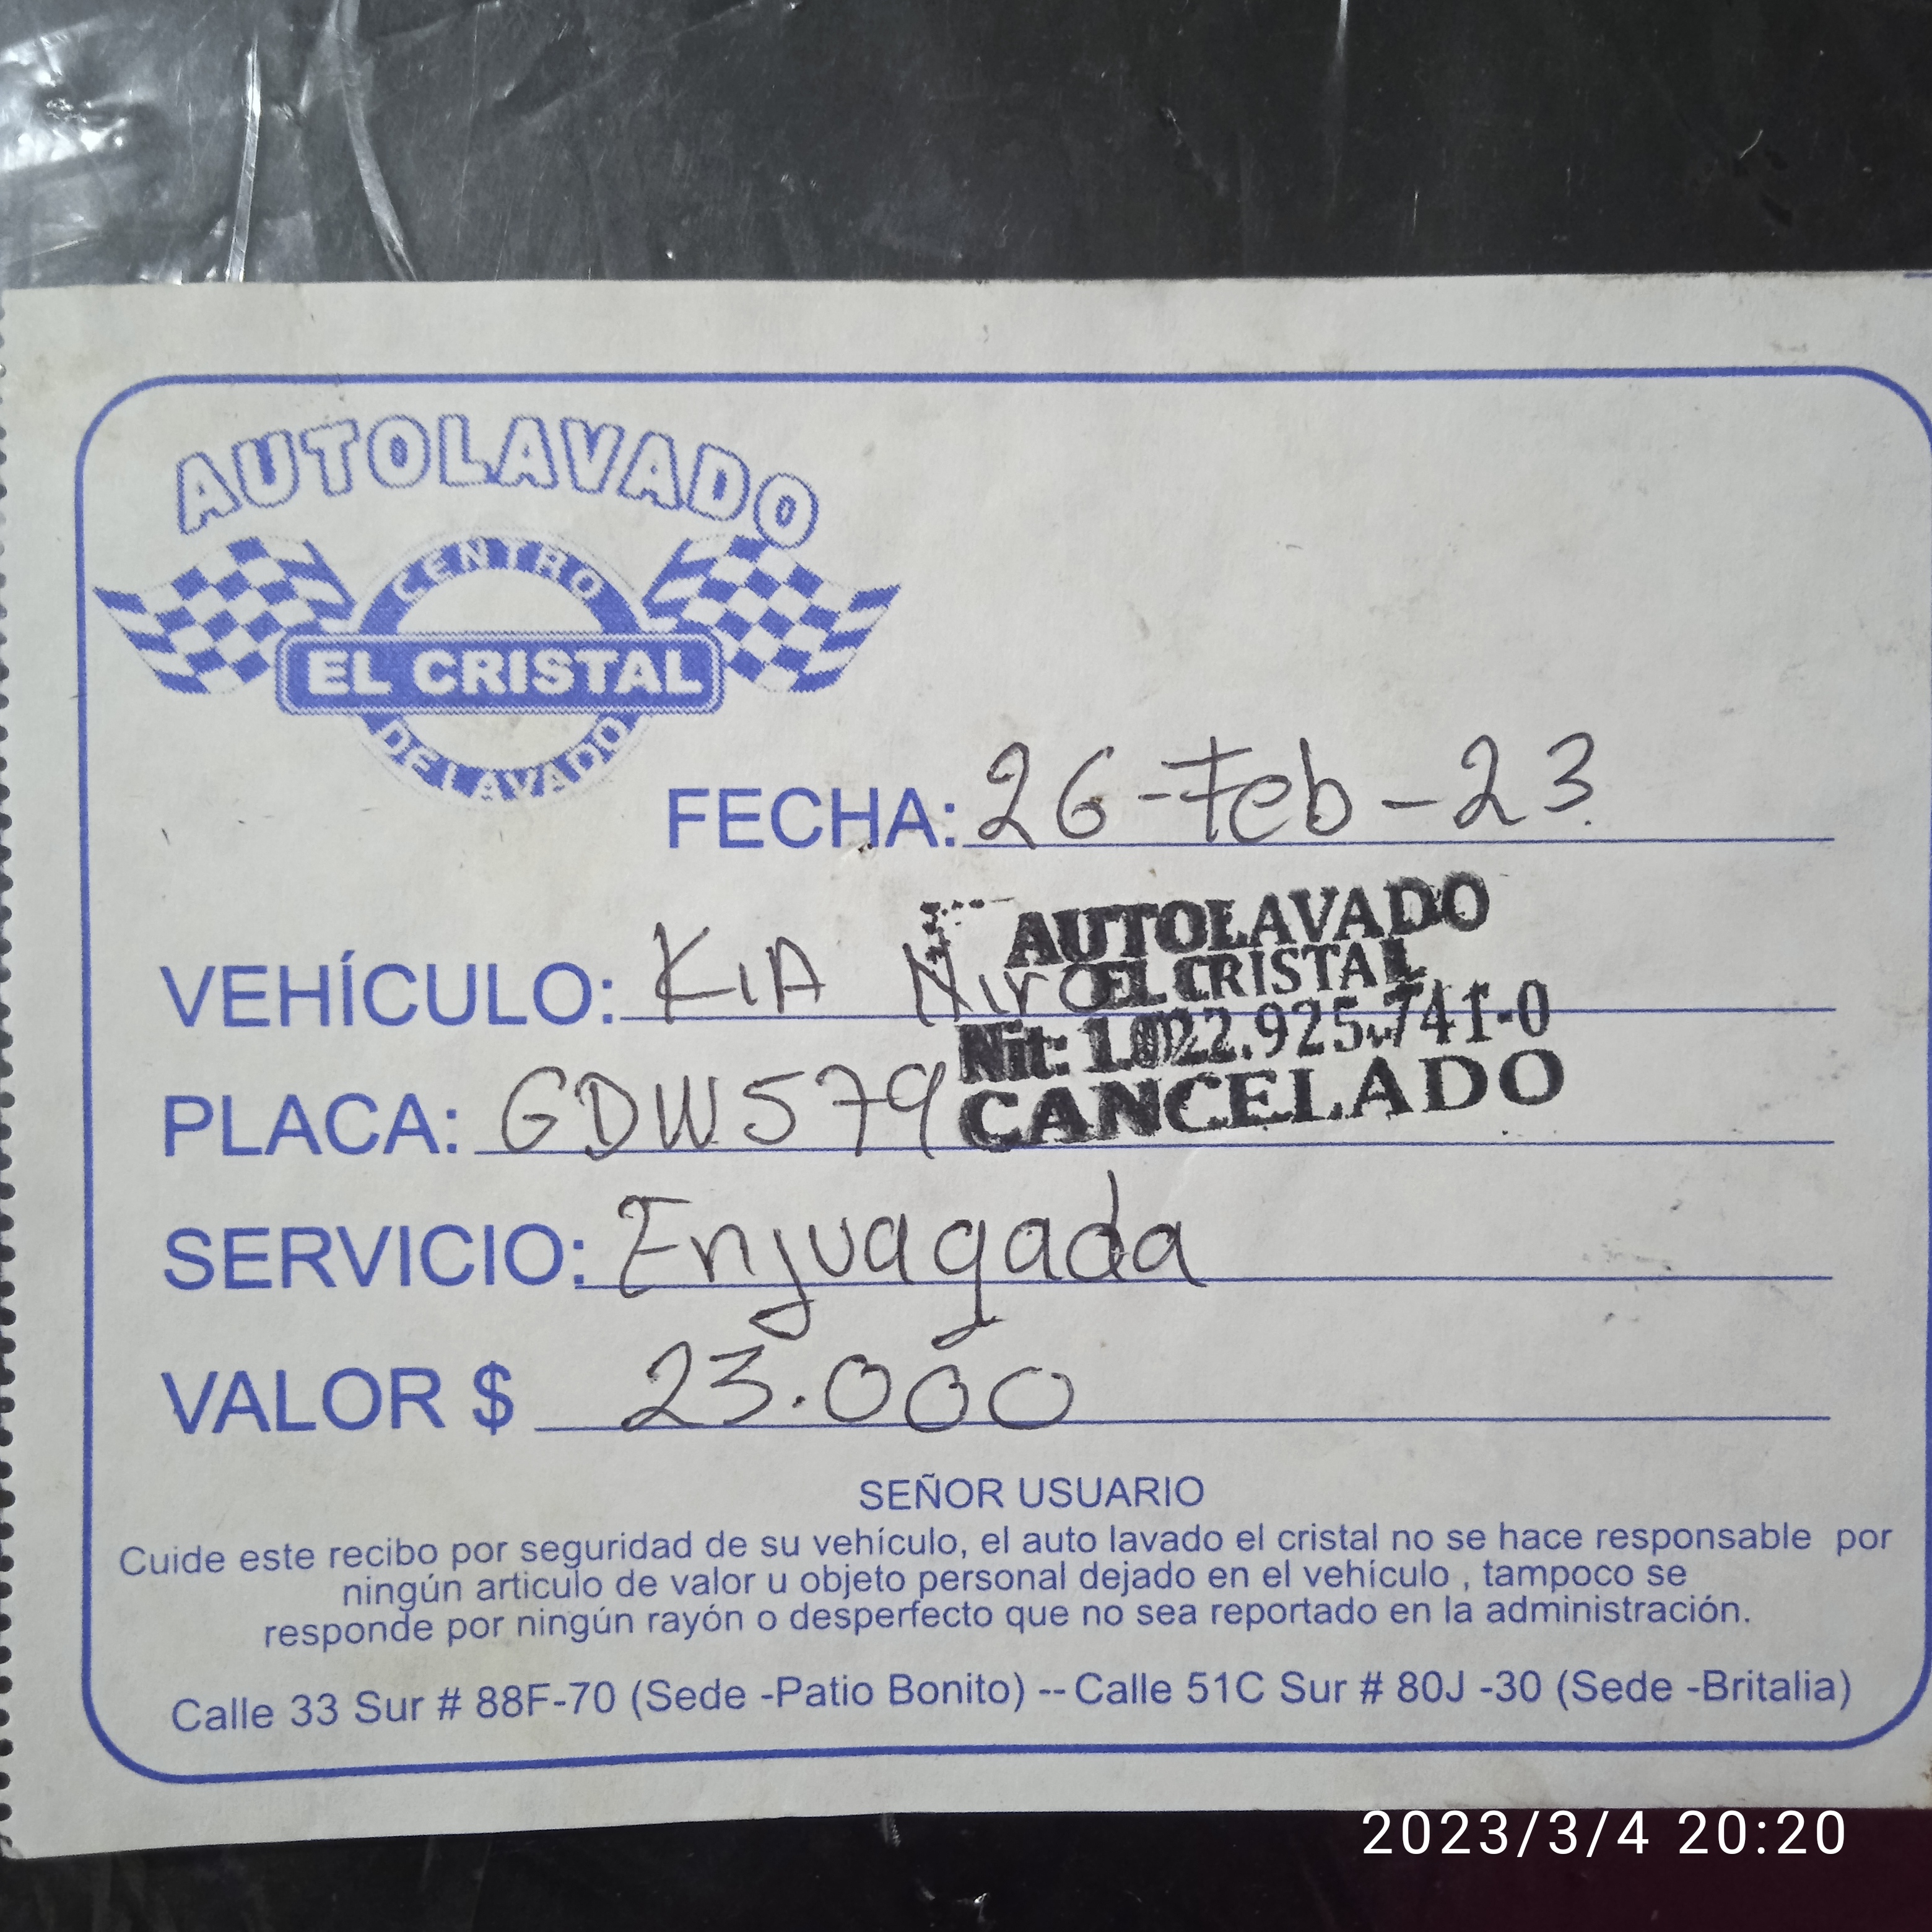 AUTOLAVADO
CENTRO
EL CRISTAL
DE LAVADO
FECHA: 26-Feb-23
AUTOLAVADO
VEHÍCULO: KIA Niro
EL CRISTAL
Nit: 1.022.925.741-0
PLACA: GDW579
CANCELADO
SERVICIO: Enjuagada
VALOR $ 23.000
SEÑOR USUARIO
Cuide este recibo por seguridad de su vehículo, el auto lavado el cristal no se hace responsable por
ningún articulo de valor u objeto personal dejado en el vehículo , tampoco se
responde por ningún rayón o desperfecto que no sea reportado en la administración.
Calle 33 Sur # 88F-70 (Sede -Patio Bonito) -- Calle 51C Sur # 80J -30 (Sede -Britalia)
2023/3/4 20:20